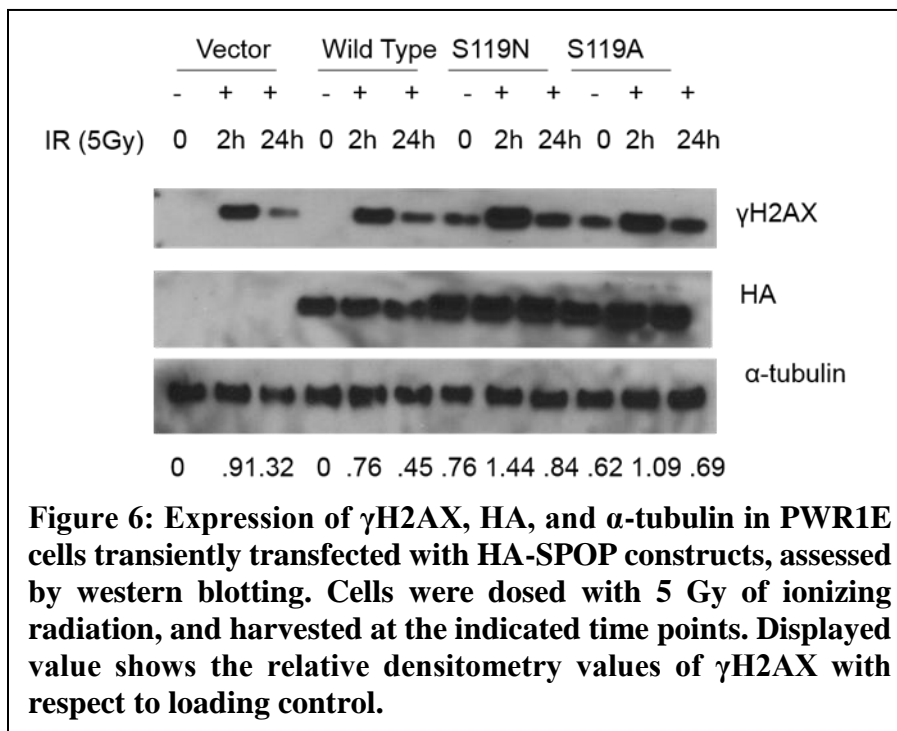 Vector Wild Type S119N S119A
- + + - + + - + + - + +
IR (5Gy) 0 2h 24h 0 2h 24h 0 2h 24h 0 2h 24h
γH2AX
HA
α-tubulin
0 .91.32 0 .76 .45 .76 1.44 .84 .62 1.09 .69
Figure 6: Expression of γH2AX, HA, and α-tubulin in PWR1E
cells transiently transfected with HA-SPOP constructs, assessed
by western blotting. Cells were dosed with 5 Gy of ionizing
radiation, and harvested at the indicated time points. Displayed
value shows the relative densitometry values of γH2AX with
respect to loading control.